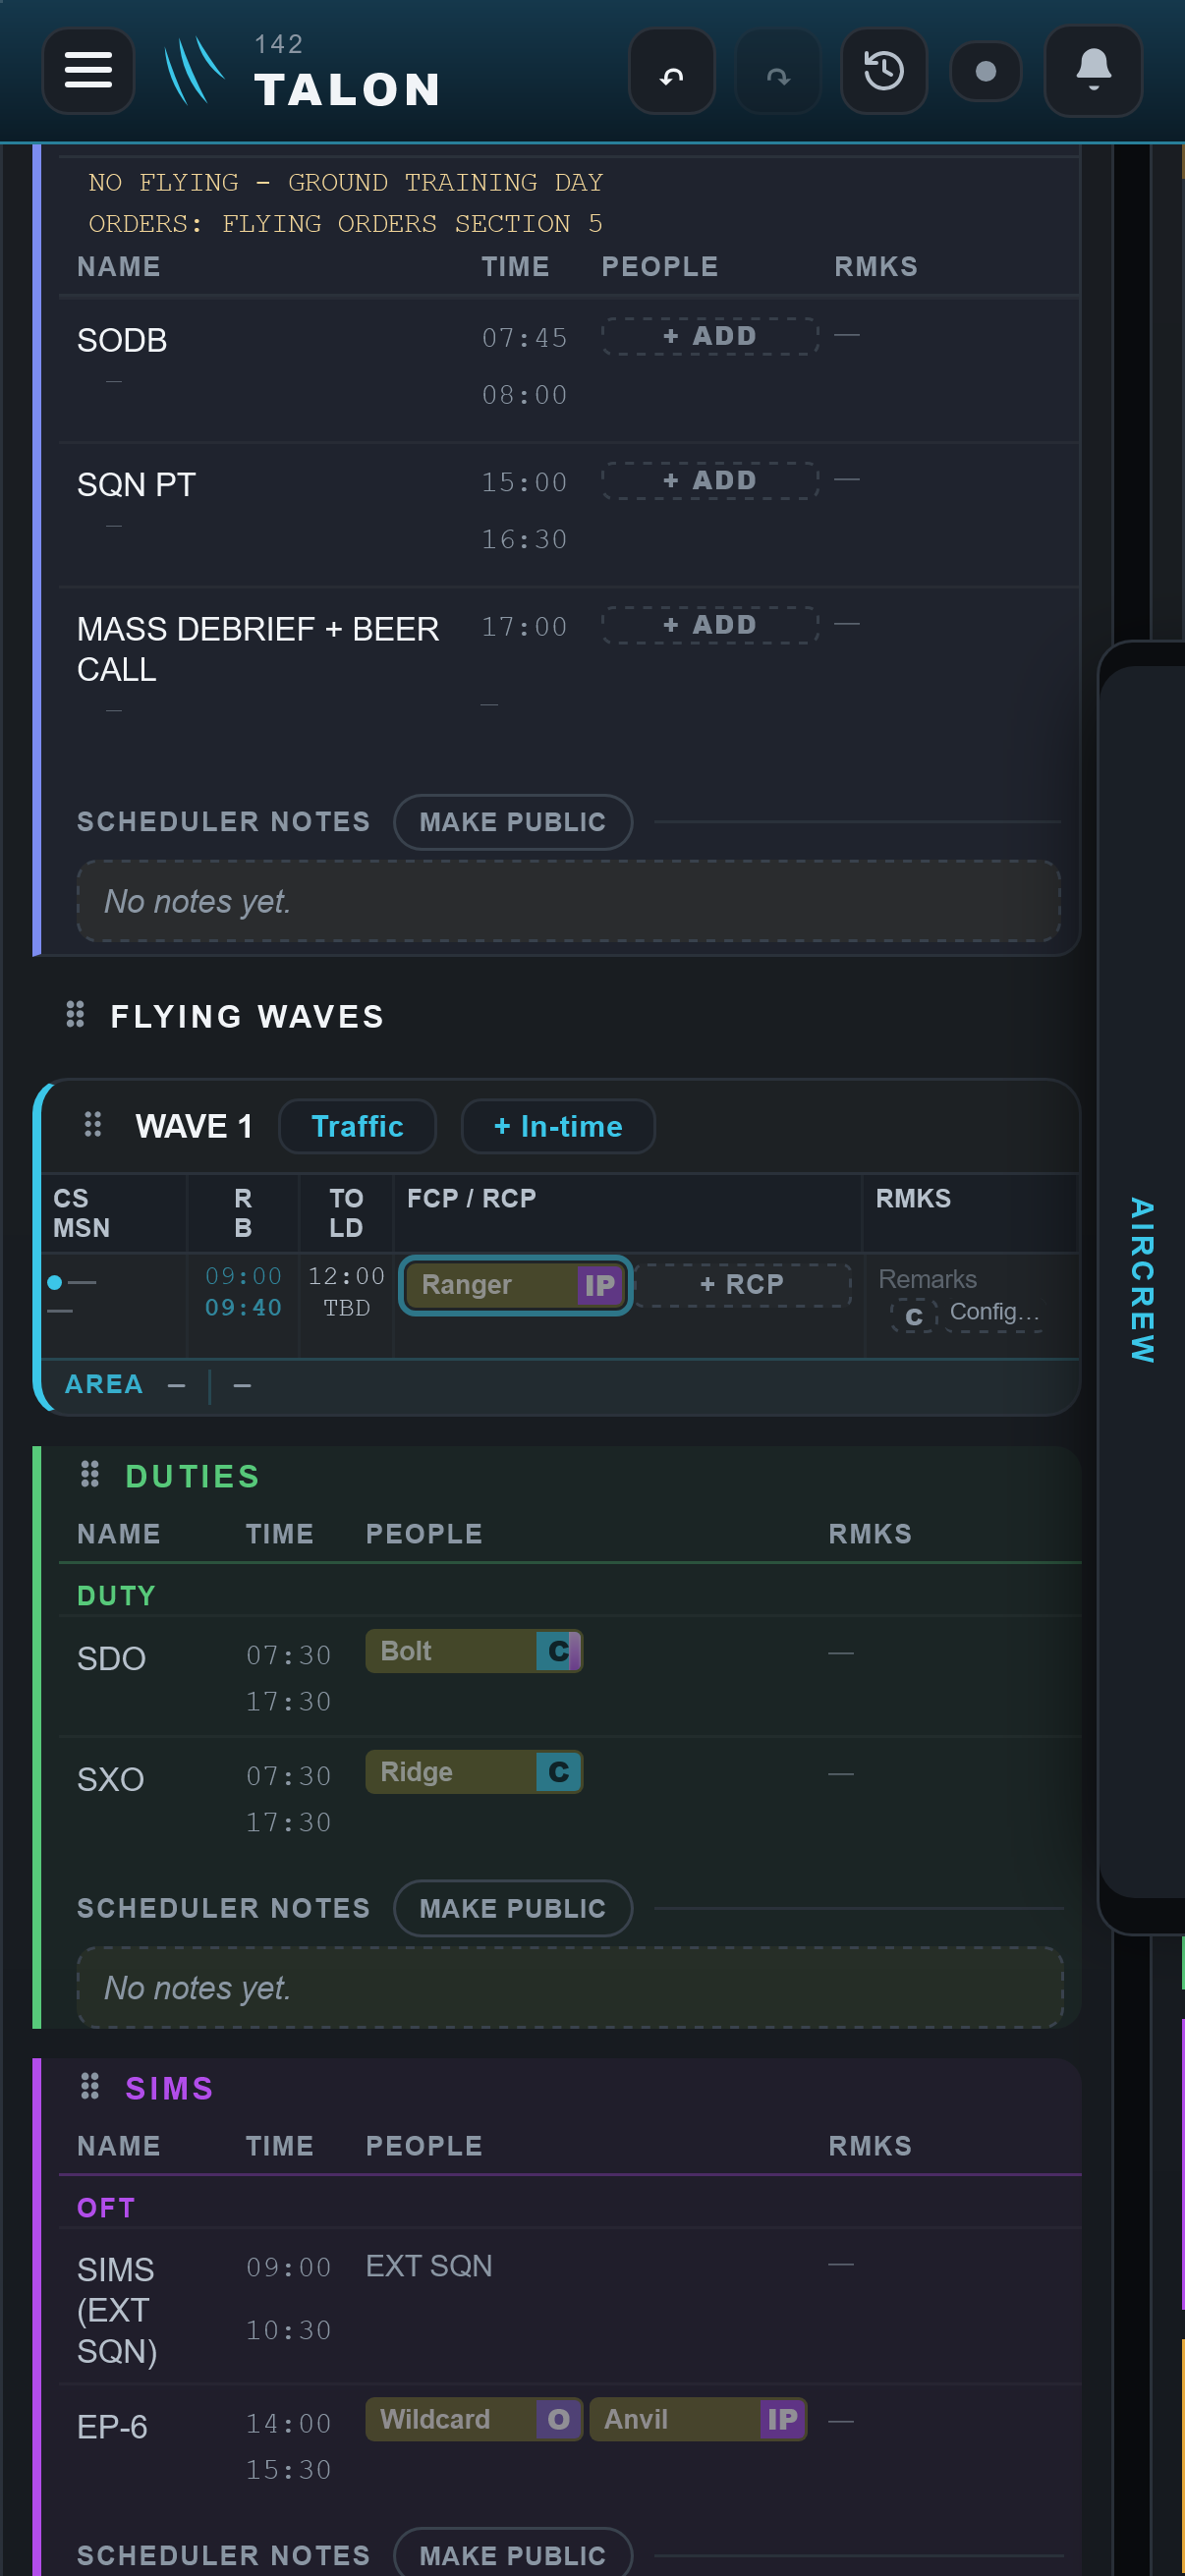 142
TALON
NO FLYING - GROUND TRAINING DAY
ORDERS: FLYING ORDERS SECTION 5
NAME TIME PEOPLE RMKS
SODB 07:45 + ADD —
— 08:00
SQN PT 15:00 + ADD —
— 16:30
MASS DEBRIEF + BEER CALL 17:00 + ADD —
— —
SCHEDULER NOTES MAKE PUBLIC
No notes yet.
FLYING WAVES
WAVE 1 Traffic + In-time
CS R TO FCP / RCP RMKS
MSN B LD
— 09:00 12:00 Ranger IP + RCP Remarks
— 09:40 TBD C Config...
AREA — | —
AIRCREW
DUTIES
NAME TIME PEOPLE RMKS
DUTY
SDO 07:30 Bolt C —
17:30
SXO 07:30 Ridge C —
17:30
SCHEDULER NOTES MAKE PUBLIC
No notes yet.
SIMS
NAME TIME PEOPLE RMKS
OFT
SIMS 09:00 EXT SQN —
(EXT 10:30
SQN)
EP-6 14:00 Wildcard O Anvil IP —
15:30
SCHEDULER NOTES MAKE PUBLIC